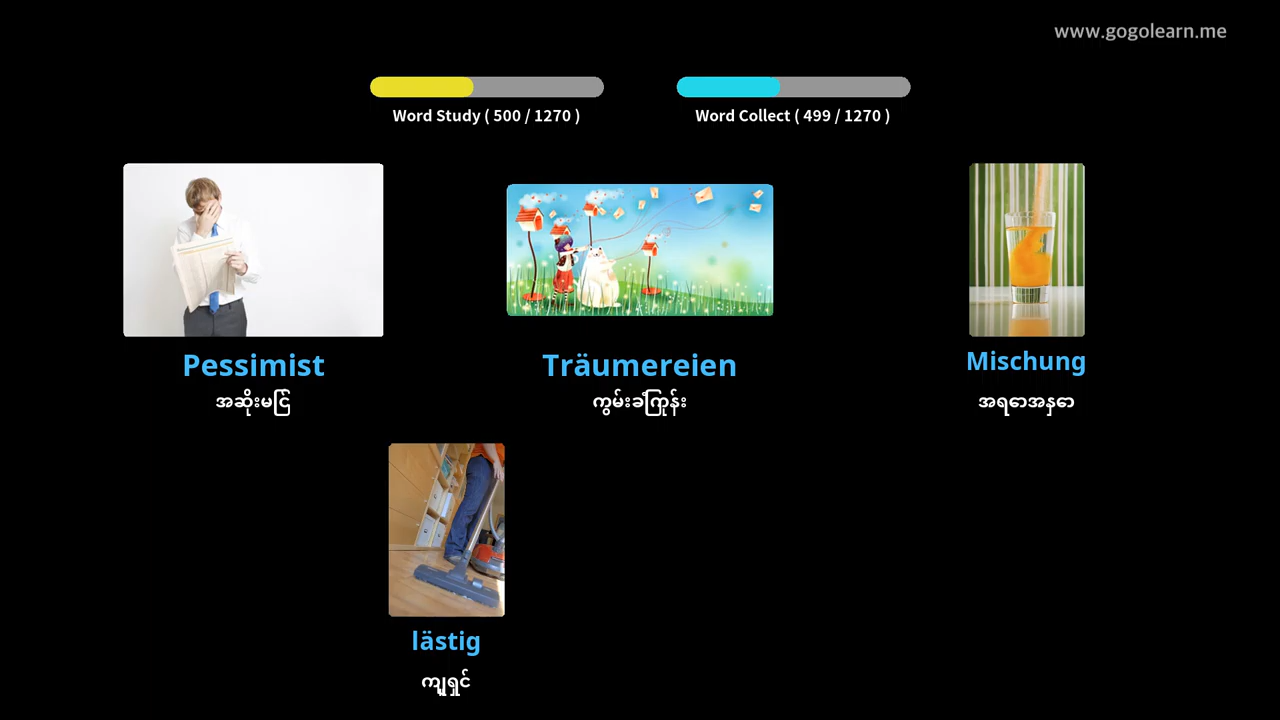 www.gogolearn.me
Word Study ( 500 / 1270 )
Word Collect ( 499 / 1270 )
Pessimist
အဆိုးမြင်
Träumereien
ကွမ်းခြံကုန်း
Mischung
အရောအနှော
lästig
ကျရှုင်